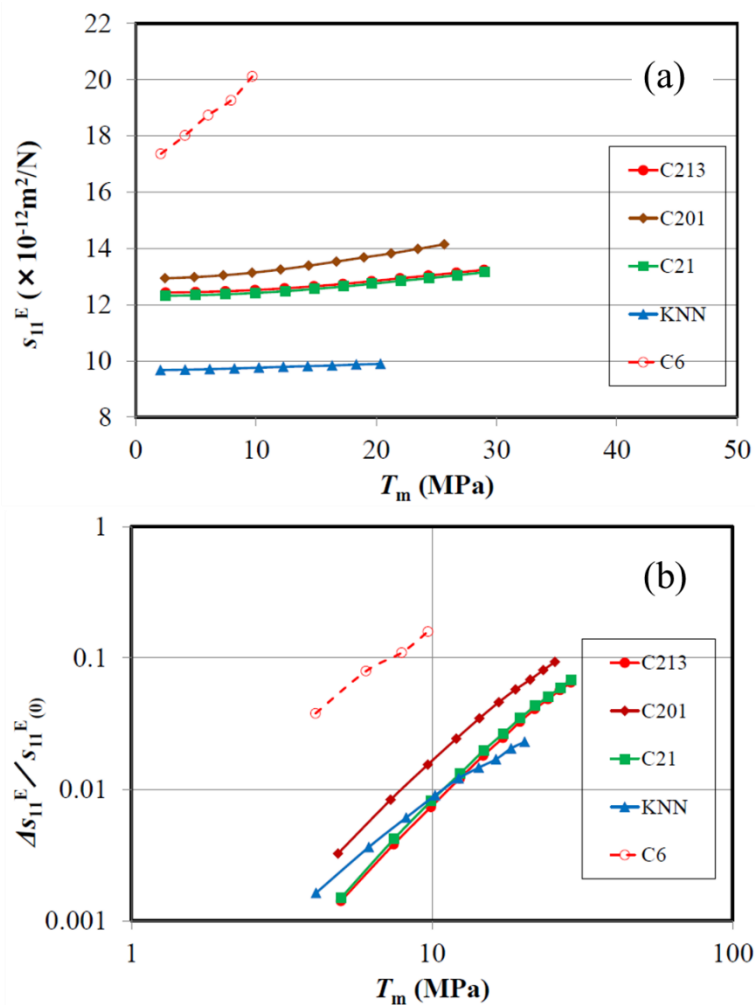 (a)
22
20
18
16
14
12
10
8
s₁₁ᴱ (×10⁻¹²m²/N)
0 10 20 30 40 50
Tₘ (MPa)
C213
C201
C21
KNN
C6
(b)
1
0.1
0.01
0.001
Δs₁₁ᴱ/s₁₁ᴱ₍₀₎
1 10 100
Tₘ (MPa)
C213
C201
C21
KNN
C6